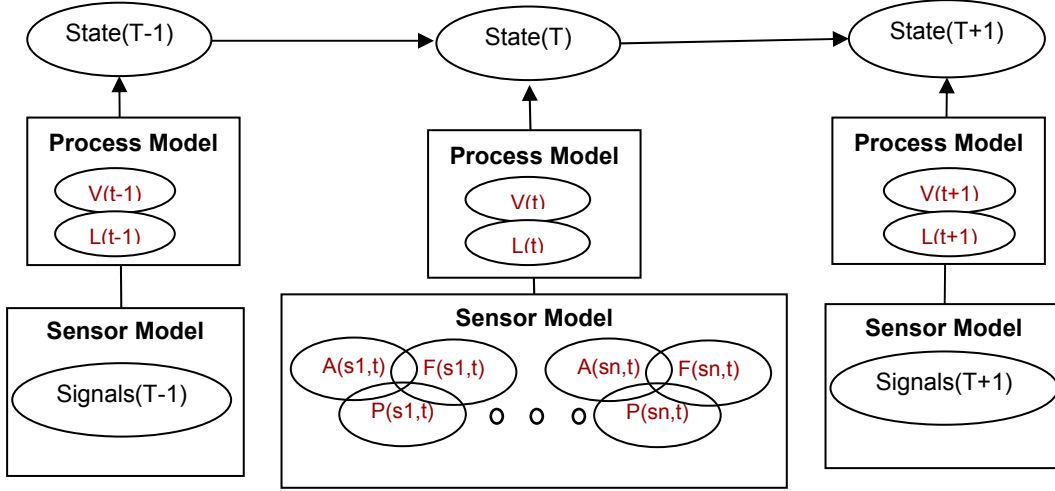 State(T-1)
State(T)
State(T+1)
Process Model
V(t-1)
L(t-1)
Process Model
V(t)
L(t)
Process Model
V(t+1)
L(t+1)
Sensor Model
Signals(T-1)
Sensor Model
A(s1,t)
F(s1,t)
P(s1,t)
A(sn,t)
F(sn,t)
P(sn,t)
Sensor Model
Signals(T+1)